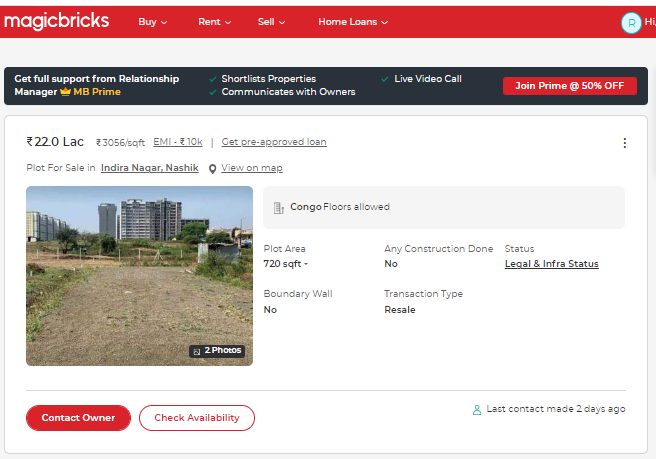 magicbricks
Buy
Rent
Sell
Home Loans
R
Hi,
Get full support from Relationship
Manager MB Prime
Shortlists Properties
Communicates with Owners
Live Video Call
Join Prime @ 50% OFF
₹22.0 Lac ₹3056/sqft EMI - ₹10k | Get pre-approved loan
Plot For Sale in Indira Nagar, Nashik View on map
Congo Floors allowed
Plot Area
720 sqft
Any Construction Done
No
Status
Legal & Infra Status
Boundary Wall
No
Transaction Type
Resale
2 Photos
Contact Owner
Check Availability
Last contact made 2 days ago